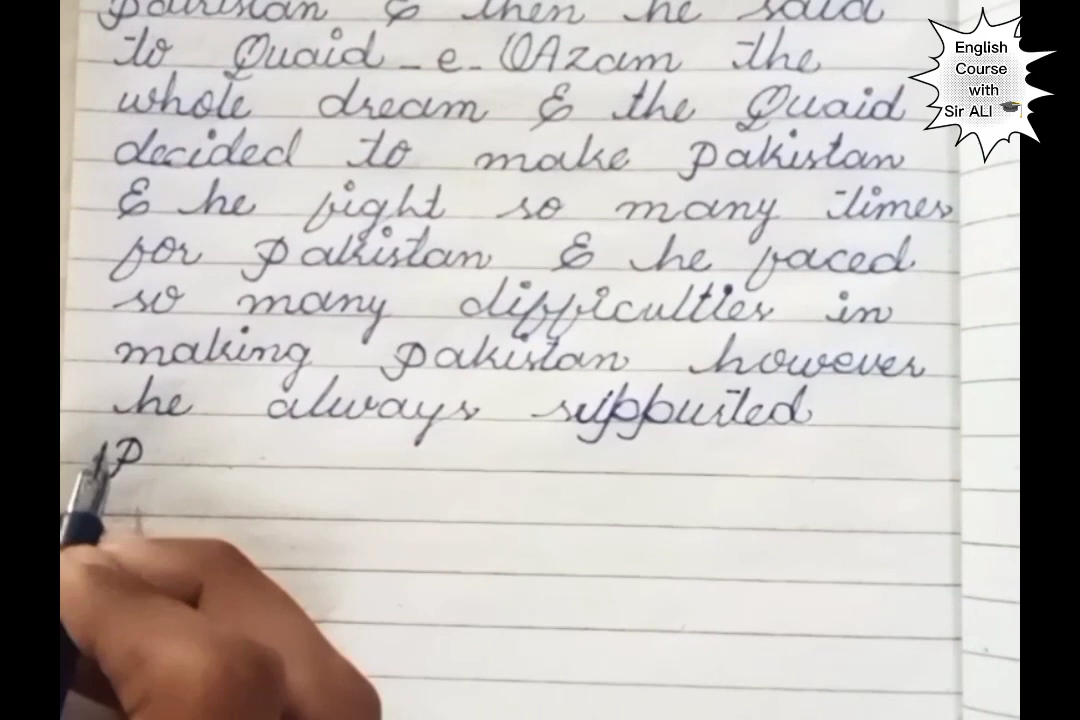 Pakistan & then he said
to Quaid-e-Azam the
whole dream & the Quaid
decided to make Pakistan
& he fight so many times
for Pakistan & he faced
so many difficulties in
making Pakistan however
he always suppurted
P
English
Course
with
Sir ALI